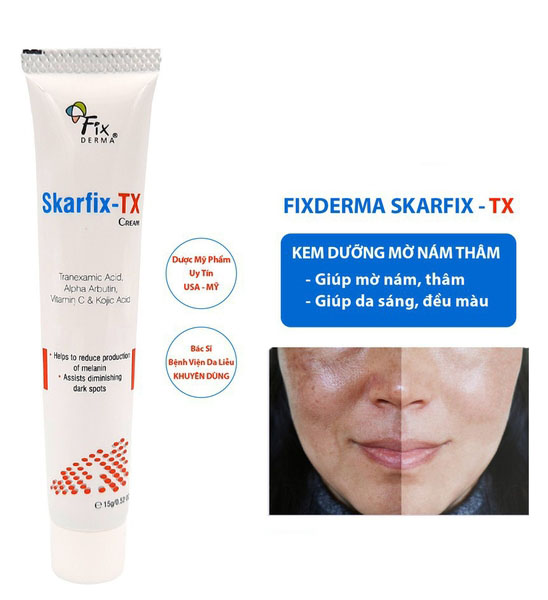 Fix
DERMA®
Skarfix-TX
CREAM
Tranexamic Acid,
Alpha Arbutin,
Vitamin C & Kojic Acid
• Helps to reduce production
of melanin
• Assists diminishing
dark spots
℮ 15g/0.52
Dược Mỹ Phẩm
Uy Tín
USA - MỸ
Bác Sĩ
Bệnh Viện Da Liễu
KHUYÊN DÙNG
FIXDERMA SKARFIX - TX
KEM DƯỠNG MỜ NÁM THÂM
- Giúp mờ nám, thâm
- Giúp da sáng, đều màu